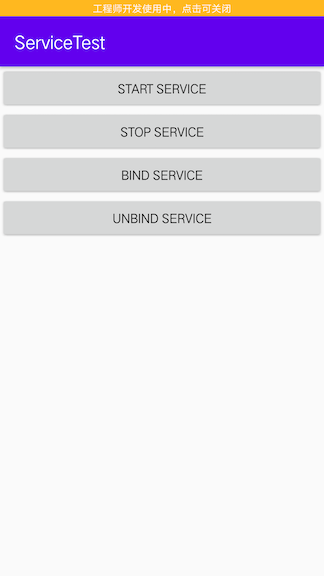 工程师开发使用中，点击可关闭
ServiceTest
START SERVICE
STOP SERVICE
BIND SERVICE
UNBIND SERVICE